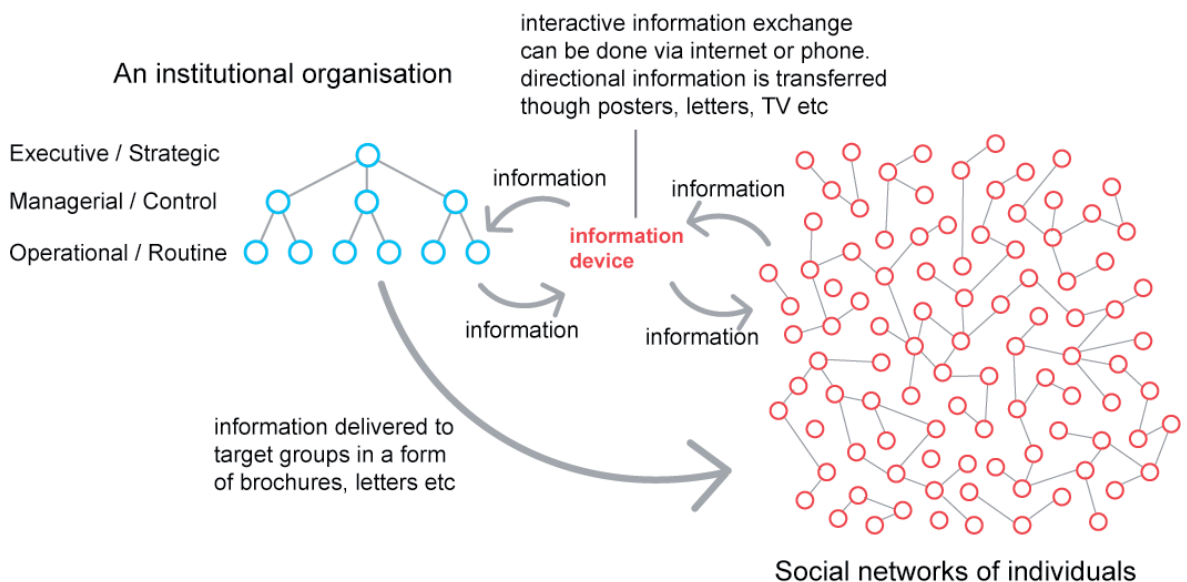 interactive information exchange
can be done via internet or phone.
directional information is transferred
though posters, letters, TV etc
An institutional organisation
Executive / Strategic
Managerial / Control
Operational / Routine
information
information
information
device
information
information
information delivered to
target groups in a form
of brochures, letters etc
Social networks of individuals